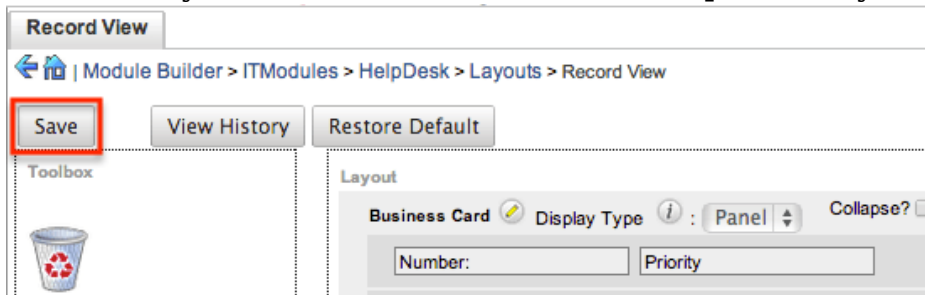 Record View
| Module Builder > ITModules > HelpDesk > Layouts > Record View
Save View History Restore Default
Toolbox
Layout
Business Card Display Type i : Panel Collapse?
Number: Priority